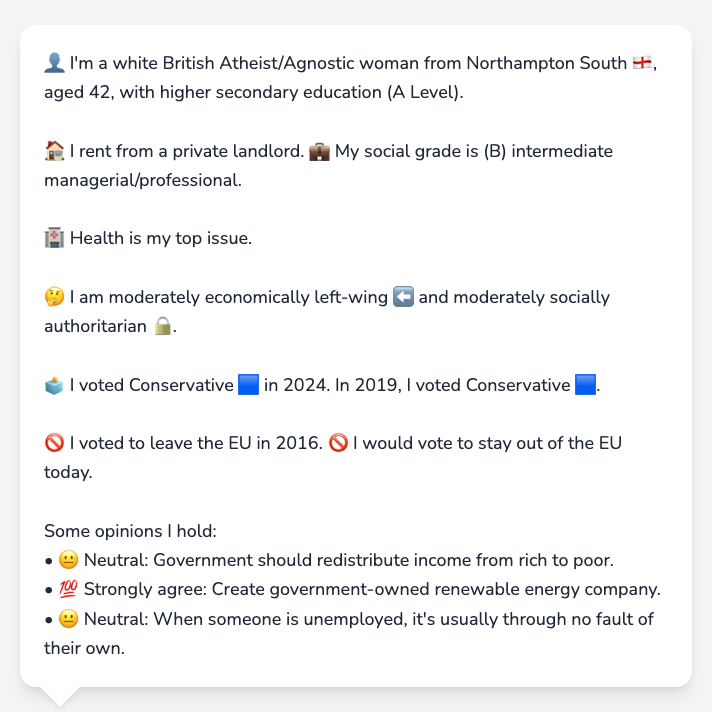 👤 I'm a white British Atheist/Agnostic woman from Northampton South 🏴󠁧󠁢󠁥󠁮󠁧󠁿,
aged 42, with higher secondary education (A Level).
🏠 I rent from a private landlord. 💼 My social grade is (B) intermediate
managerial/professional.
🏥 Health is my top issue.
🤔 I am moderately economically left-wing ⬅️ and moderately socially
authoritarian 🔒.
🗳️ I voted Conservative 🟦 in 2024. In 2019, I voted Conservative 🟦.
🚫 I voted to leave the EU in 2016. 🚫 I would vote to stay out of the EU
today.
Some opinions I hold:
• 😐 Neutral: Government should redistribute income from rich to poor.
• 💯 Strongly agree: Create government-owned renewable energy company.
• 😐 Neutral: When someone is unemployed, it's usually through no fault of
their own.